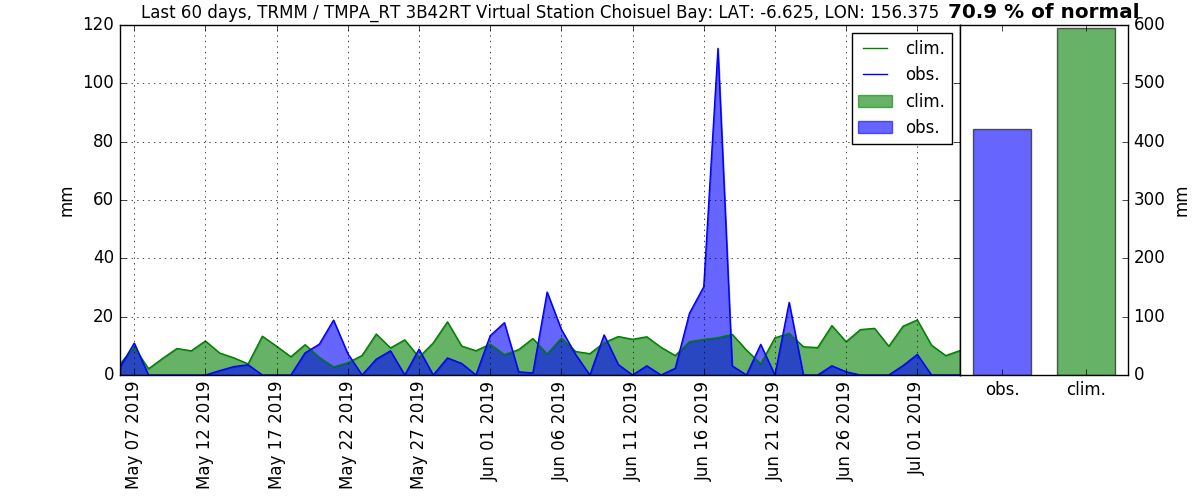 Last 60 days, TRMM / TMPA_RT 3B42RT Virtual Station Choisuel Bay: LAT: -6.625, LON: 156.375 70.9 % of normal
120
100
80
60
40
20
0
mm
clim.
obs.
clim.
obs.
May 07 2019
May 12 2019
May 17 2019
May 22 2019
May 27 2019
Jun 01 2019
Jun 06 2019
Jun 11 2019
Jun 16 2019
Jun 21 2019
Jun 26 2019
Jul 01 2019
600
500
400
300
200
100
0
mm
obs. clim.